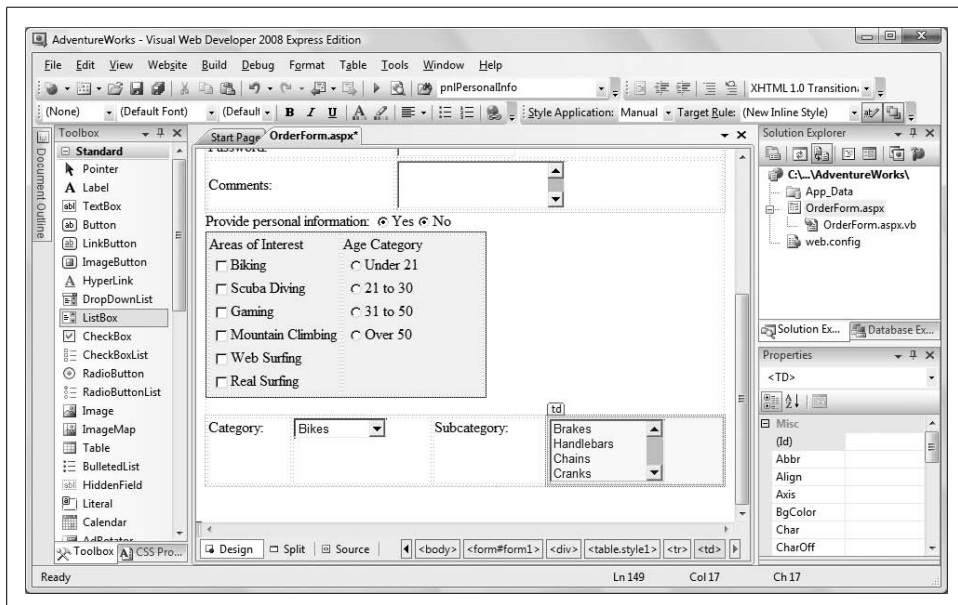 AdventureWorks - Visual Web Developer 2008 Express Edition
File Edit View Website Build Debug Format Table Tools Window Help
pnlPersonalInfo
XHTML 1.0 Transition
(None) (Default Font) (Default B I U A Style Application: Manual Target Rule: (New Inline Style)
Document Outline
Toolbox
Standard
Pointer
A Label
abl TextBox
ab Button
ab LinkButton
ImageButton
A HyperLink
DropDownList
ListBox
CheckBox
CheckBoxList
RadioButton
RadioButtonList
Image
ImageMap
Table
BulletedList
HiddenField
Literal
Calendar
AdRotator
Toolbox CSS Pro...
Start Page OrderForm.aspx*
Password:
Comments:
Provide personal information: Yes No
Areas of Interest Age Category
Biking Under 21
Scuba Diving 21 to 30
Gaming 31 to 50
Mountain Climbing Over 50
Web Surfing
Real Surfing
td
Category: Bikes Subcategory: Brakes
Handlebars
Chains
Cranks
Design Split Source <body> <form#form1> <div> <table.style1> <tr> <td>
Solution Explorer
C:\...\AdventureWorks\
App_Data
OrderForm.aspx
OrderForm.aspx.vb
web.config
Solution Ex... Database Ex...
Properties
<TD>
Misc
(Id)
Abbr
Align
Axis
BgColor
Char
CharOff
Ready Ln 149 Col 17 Ch 17